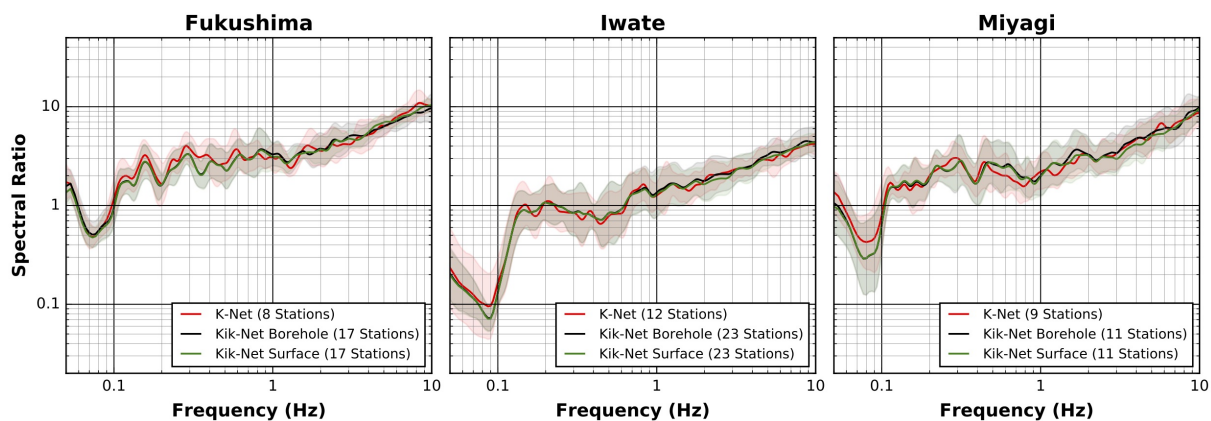 Fukushima
Iwate
Miyagi
Spectral Ratio
10
1
0.1
K-Net (8 Stations)
Kik-Net Borehole (17 Stations)
Kik-Net Surface (17 Stations)
K-Net (12 Stations)
Kik-Net Borehole (23 Stations)
Kik-Net Surface (23 Stations)
K-Net (9 Stations)
Kik-Net Borehole (11 Stations)
Kik-Net Surface (11 Stations)
0.1 1 10
0.1 1 10
0.1 1 10
Frequency (Hz)
Frequency (Hz)
Frequency (Hz)